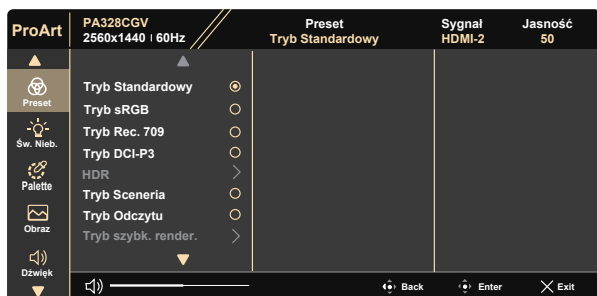 ProArt
PA328CGV
2560x1440 | 60Hz
Preset
Tryb Standardowy
Sygnał
HDMI-2
Jasność
50
Preset
Św. Nieb.
Palette
Obraz
Dźwięk
Tryb Standardowy
Tryb sRGB
Tryb Rec. 709
Tryb DCI-P3
HDR
Tryb Sceneria
Tryb Odczytu
Tryb szybk. render.
Back
Enter
Exit